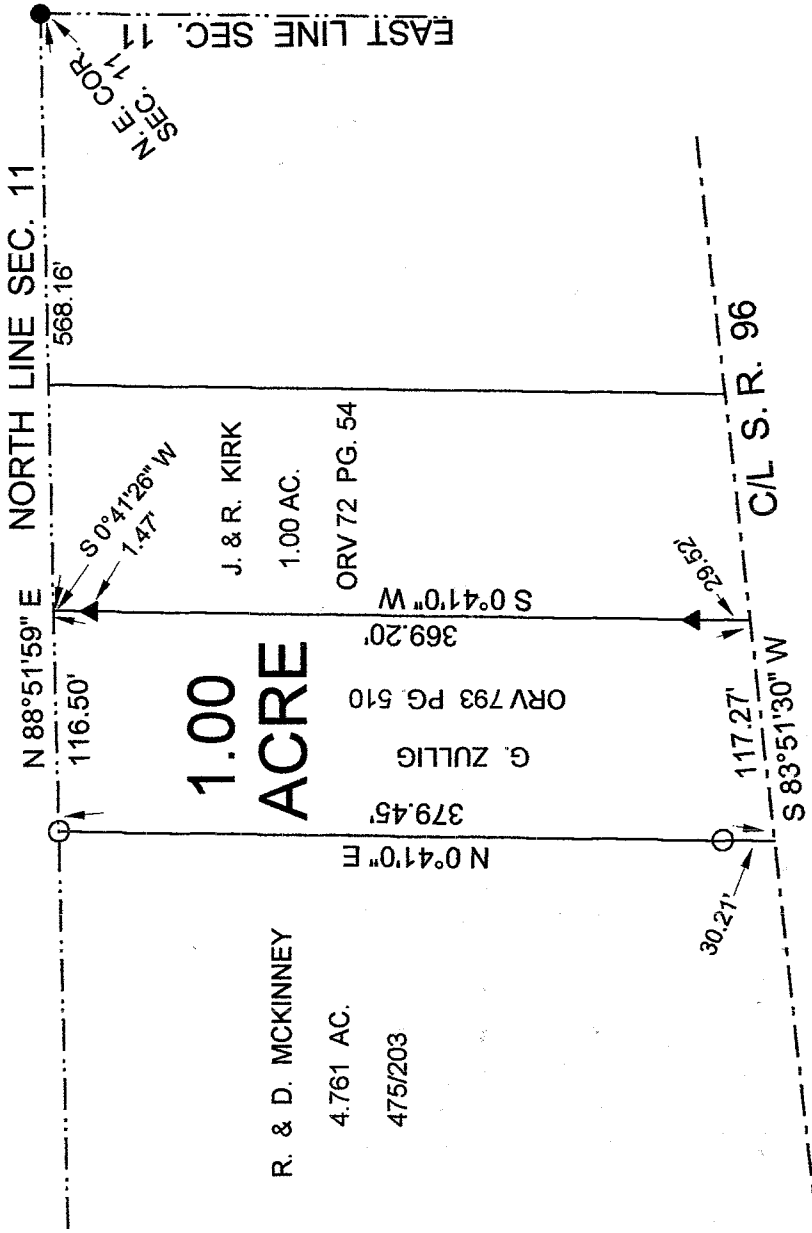 NORTH LINE SEC. 11
N 88°51'59" E
116.50'
568.16'
N. E. COR.
SEC. 11
EAST LINE SEC. 11
S 0°41'26" W
1.47'
J. & R. KIRK
1.00 AC.
ORV 72 PG. 54
S 0°41'0" W
369.20'
1.00
ACRE
ORV 793 PG. 510
G. ZULLIG
379.45'
N 0°41'0" E
R. & D. MCKINNEY
4.761 AC.
475/203
30.21'
29.52'
117.27'
S 83°51'30" W
C/L S. R. 96